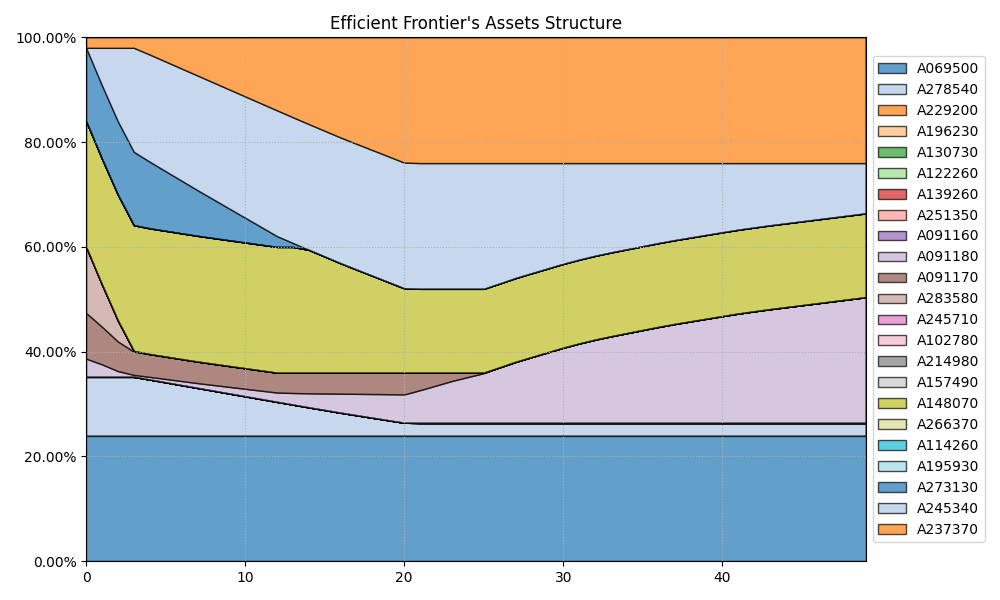 Efficient Frontier's Assets Structure
100.00%
80.00%
60.00%
40.00%
20.00%
0.00%
0
10
20
30
40
A069500
A278540
A229200
A196230
A130730
A122260
A139260
A251350
A091160
A091180
A091170
A283580
A245710
A102780
A214980
A157490
A148070
A266370
A114260
A195930
A273130
A245340
A237370